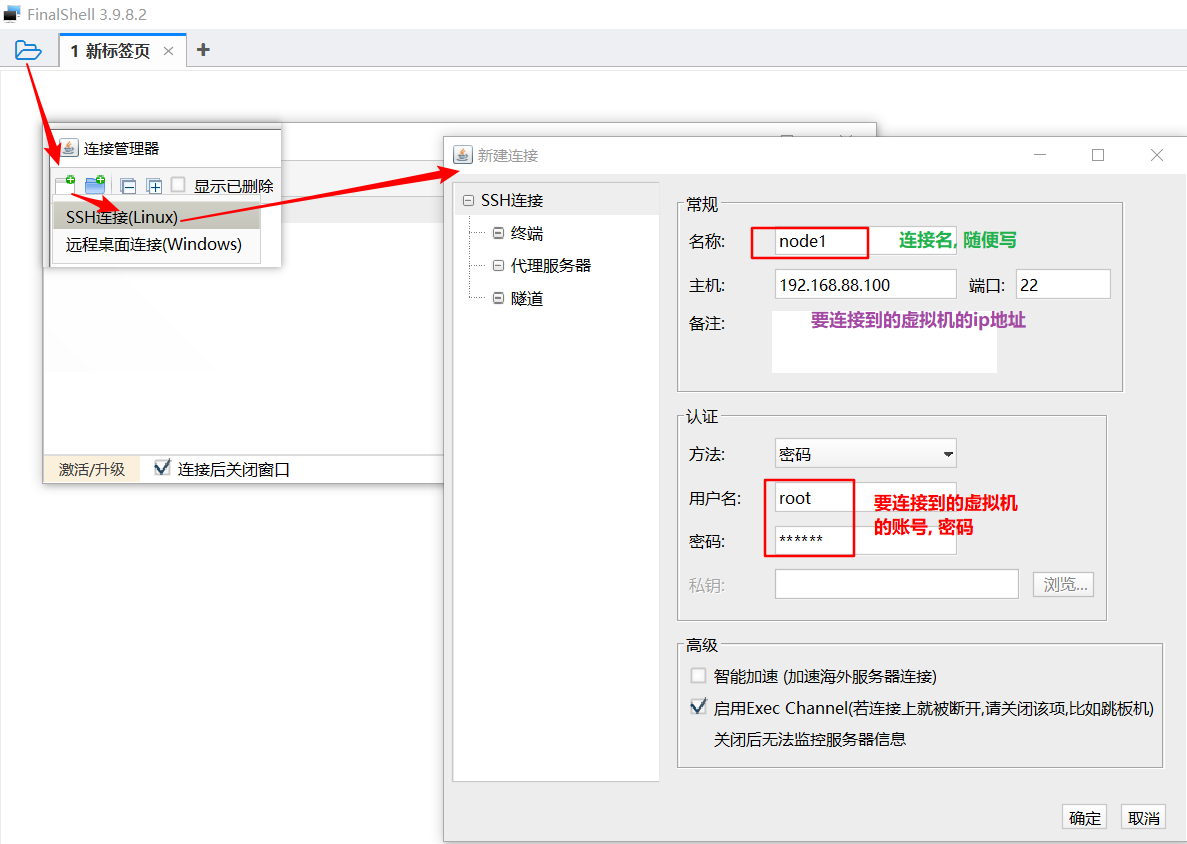 FinalShell 3.9.8.2
1 新标签页
连接管理器
显示已删除
SSH连接(Linux)
远程桌面连接(Windows)
激活/升级
连接后关闭窗口
新建连接
SSH连接
终端
代理服务器
隧道
常规
名称: node1 连接名, 随便写
主机: 192.168.88.100 端口: 22
备注: 要连接到的虚拟机的ip地址
认证
方法: 密码
用户名: root 要连接到的虚拟机
的账号, 密码
密码: ******
私钥: 浏览...
高级
智能加速 (加速海外服务器连接)
启用Exec Channel(若连接上就被断开,请关闭该项,比如跳板机)
关闭后无法监控服务器信息
确定 取消